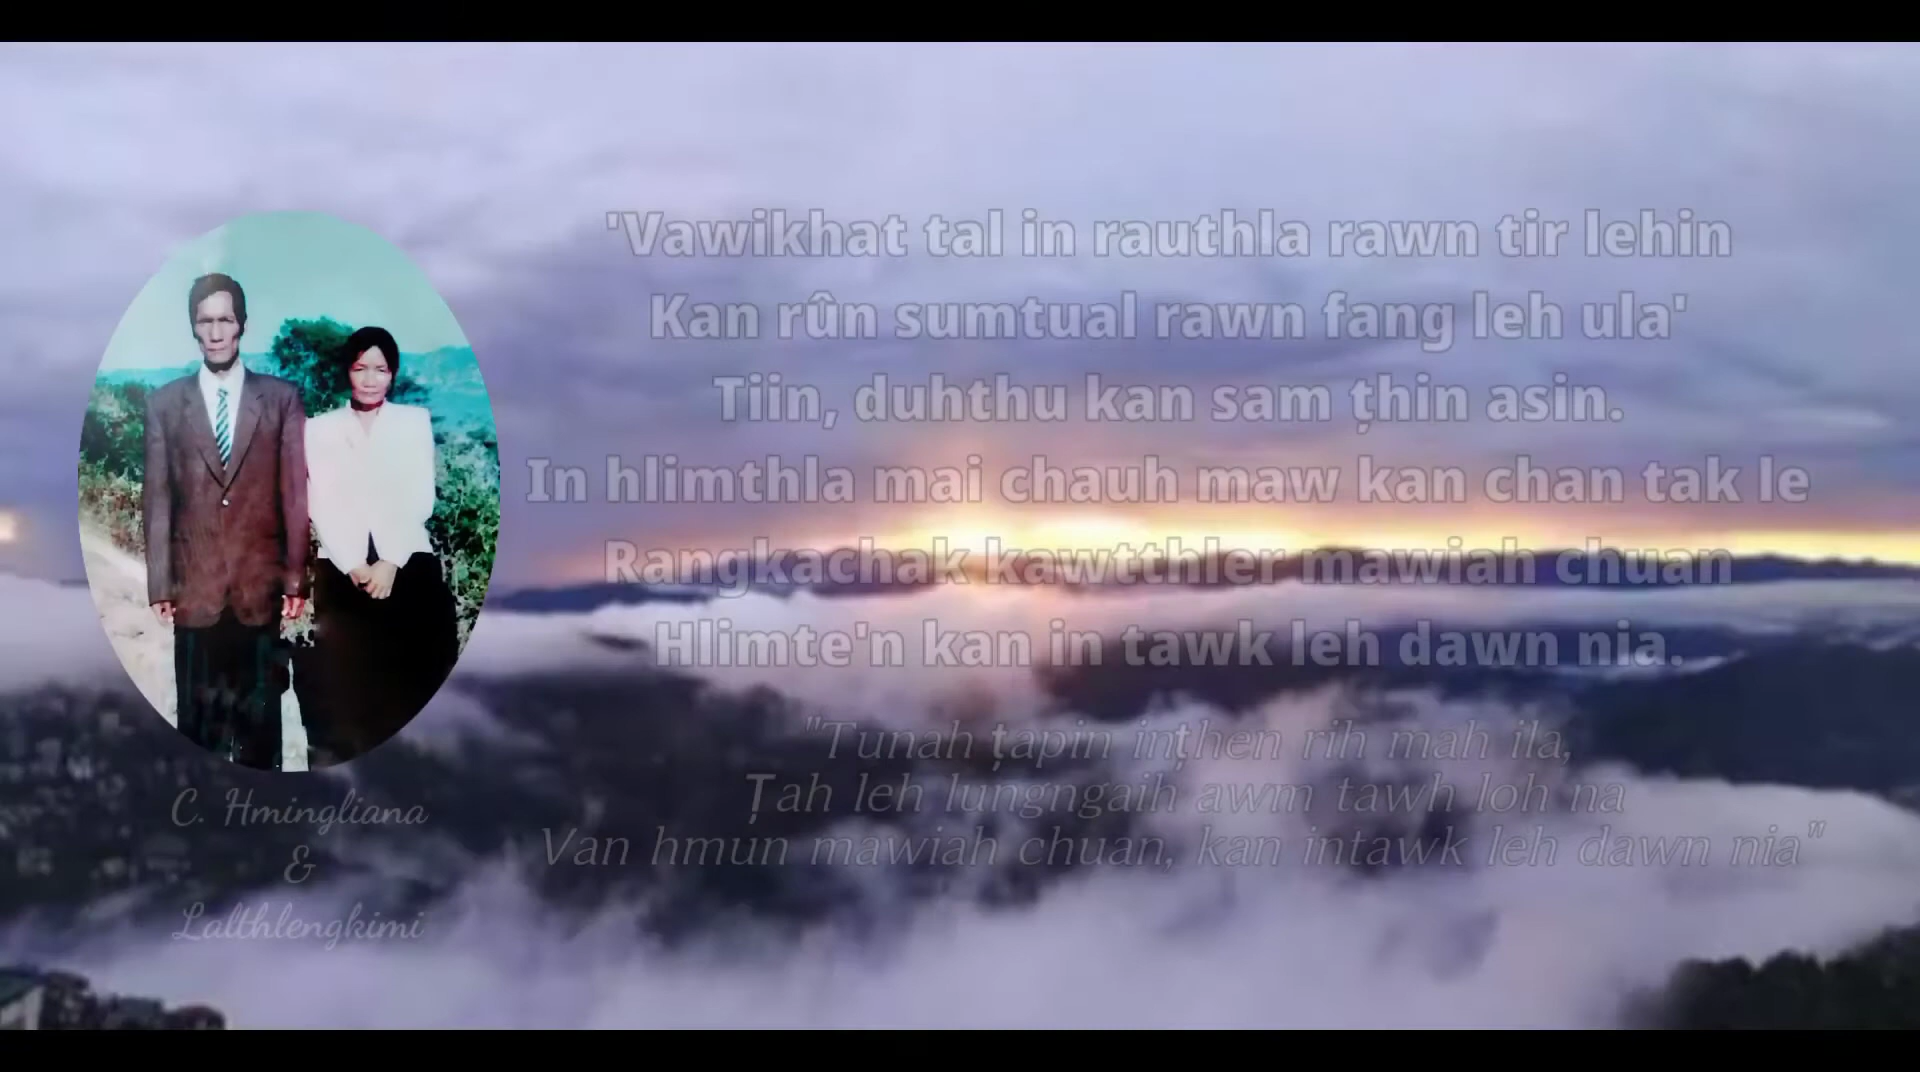 'Vawikhat tal in rauthla rawn tir lehin
Kan rûn sumtual rawn fang leh ula'
Tiin, duhthu kan sam ṭhin asin.
In hlimthla mai chauh maw kan chan tak le
Rangkachak kawtthler mawiah chuan
Hlimte'n kan in tawk leh dawn nia.
"Tunah ṭapin inṭhen rih mah ila,
Ṭah leh lungngaih awm tawh loh na
Van hmun mawiah chuan, kan intawk leh dawn nia"
C. Hmingliana
&
Lalthlengkimi